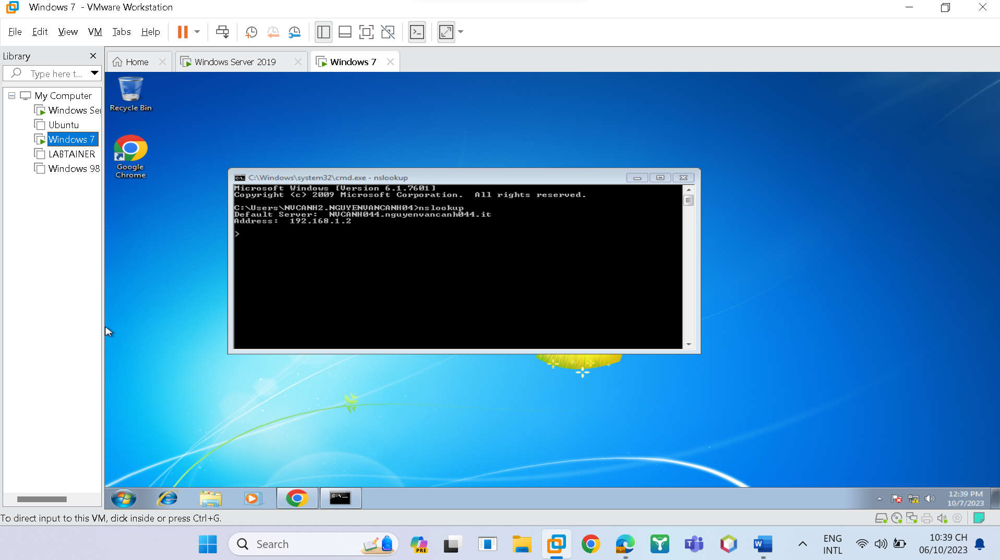 Windows 7 - VMware Workstation
File Edit View VM Tabs Help
Library
Type here t...
Home
Windows Server 2019
Windows 7
My Computer
Windows Ser
Ubuntu
Windows 7
LABTAINER
Windows 98
Recycle Bin
Google
Chrome
C:\Windows\system32\cmd.exe - nslookup
Microsoft Windows [Version 6.1.7601]
Copyright (c) 2009 Microsoft Corporation. All rights reserved.
C:\Users\NVCANH2.NGUYENVANCANH04>nslookup
Default Server: NVCANH044.nguyenvancanh044.it
Address: 192.168.1.2
>
12:39 PM
10/7/2023
To direct input to this VM, click inside or press Ctrl+G.
Search
PRE
ENG
INTL
10:39 CH
06/10/2023